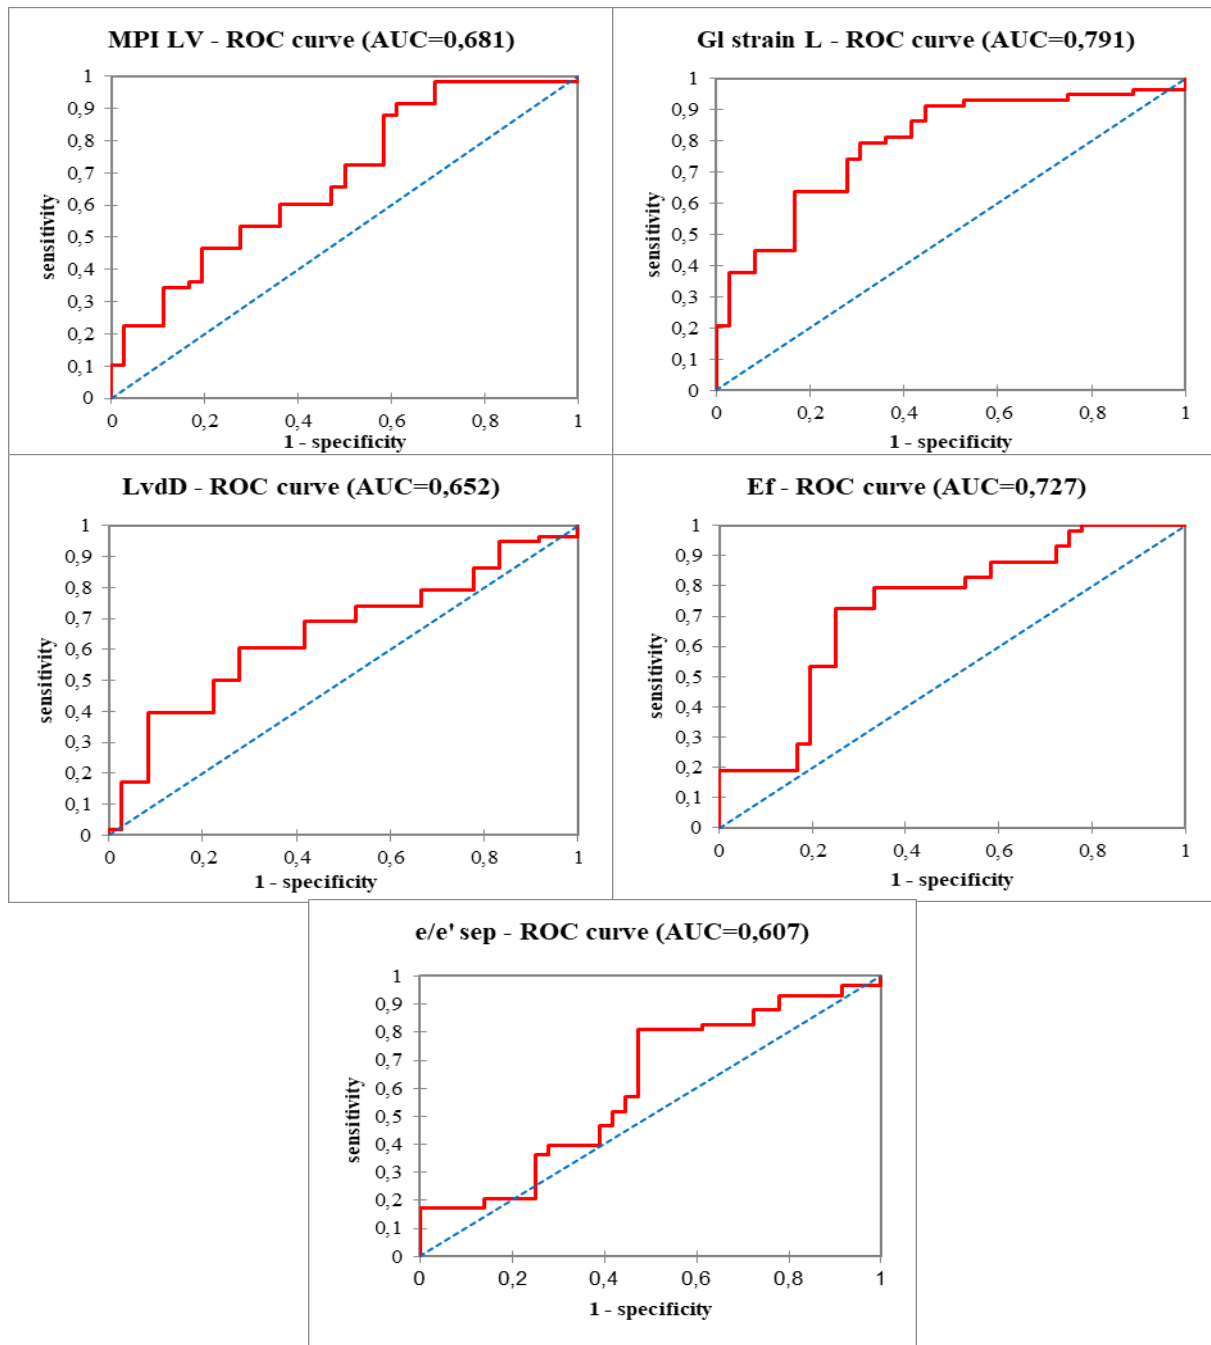 MPI LV - ROC curve (AUC=0,681)
1
0,9
0,8
0,7
0,6
0,5
0,4
0,3
0,2
0,1
0
sensitivity
0 0,2 0,4 0,6 0,8 1
1 - specificity
Gl strain L - ROC curve (AUC=0,791)
1
0,9
0,8
0,7
0,6
0,5
0,4
0,3
0,2
0,1
0
sensitivity
0 0,2 0,4 0,6 0,8 1
1 - specificity
LvdD - ROC curve (AUC=0,652)
1
0,9
0,8
0,7
0,6
0,5
0,4
0,3
0,2
0,1
0
sensitivity
0 0,2 0,4 0,6 0,8 1
1 - specificity
Ef - ROC curve (AUC=0,727)
1
0,9
0,8
0,7
0,6
0,5
0,4
0,3
0,2
0,1
0
sensitivity
0 0,2 0,4 0,6 0,8 1
1 - specificity
e/e' sep - ROC curve (AUC=0,607)
1
0,9
0,8
0,7
0,6
0,5
0,4
0,3
0,2
0,1
0
sensitivity
0 0,2 0,4 0,6 0,8 1
1 - specificity